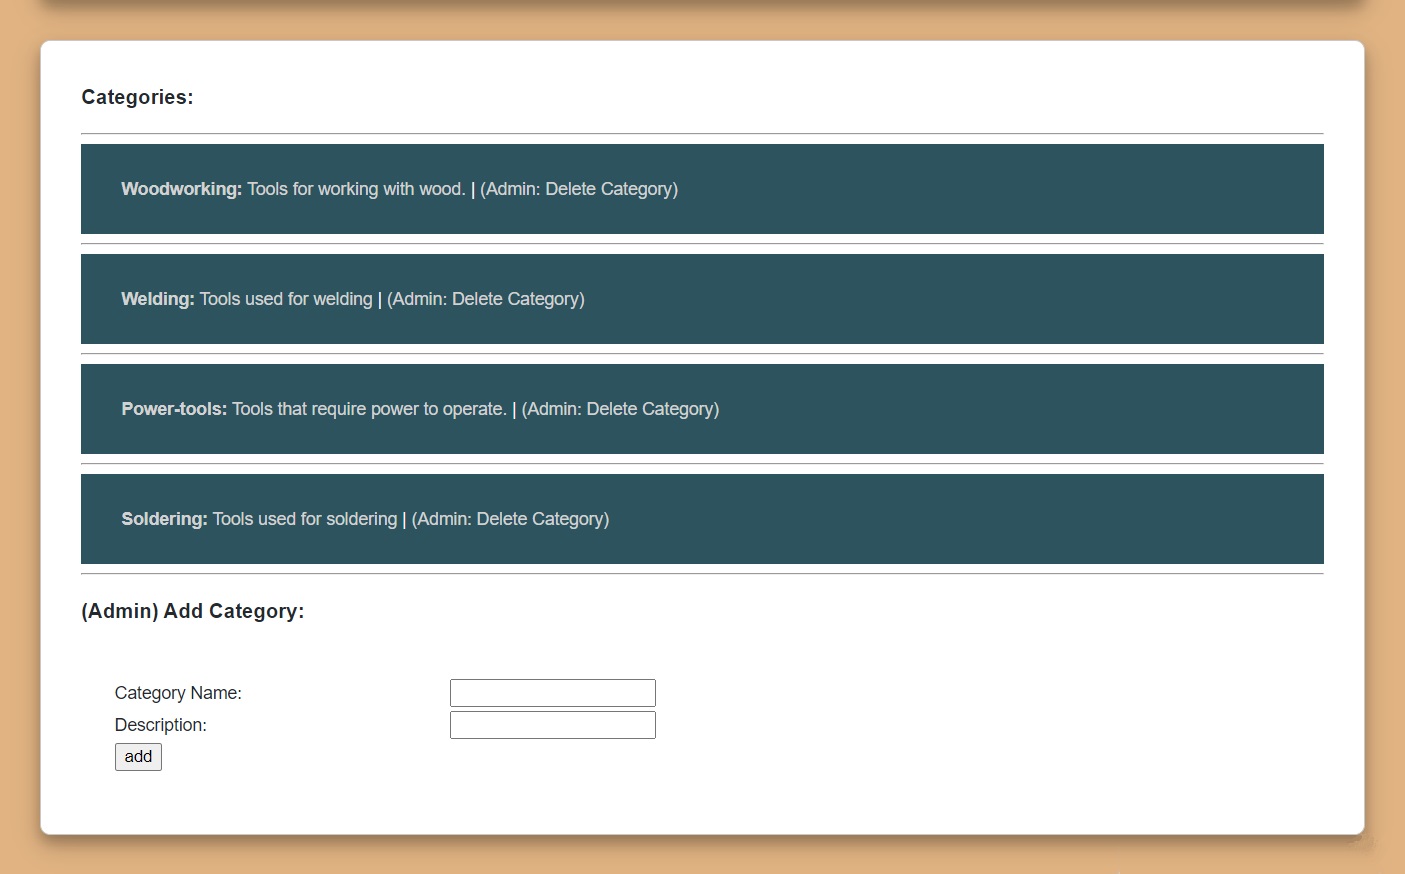 Categories:
Woodworking: Tools for working with wood. | (Admin: Delete Category)
Welding: Tools used for welding | (Admin: Delete Category)
Power-tools: Tools that require power to operate. | (Admin: Delete Category)
Soldering: Tools used for soldering | (Admin: Delete Category)
(Admin) Add Category:
Category Name:
Description:
add